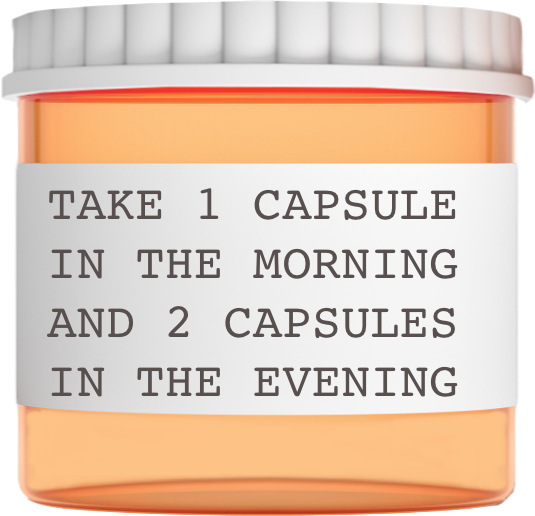 TAKE 1 CAPSULE
IN THE MORNING
AND 2 CAPSULES
IN THE EVENING